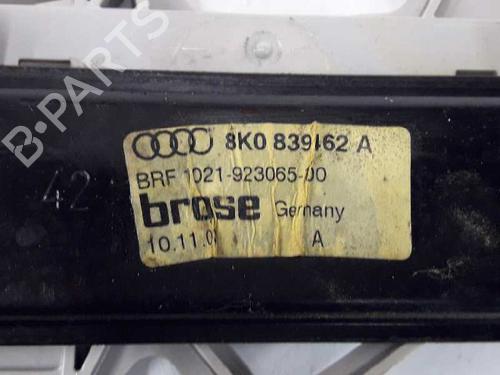 8K0 839462 A
BRF 1021-923065-00
brose Germany
10.11.0 A
42
B-PARTS